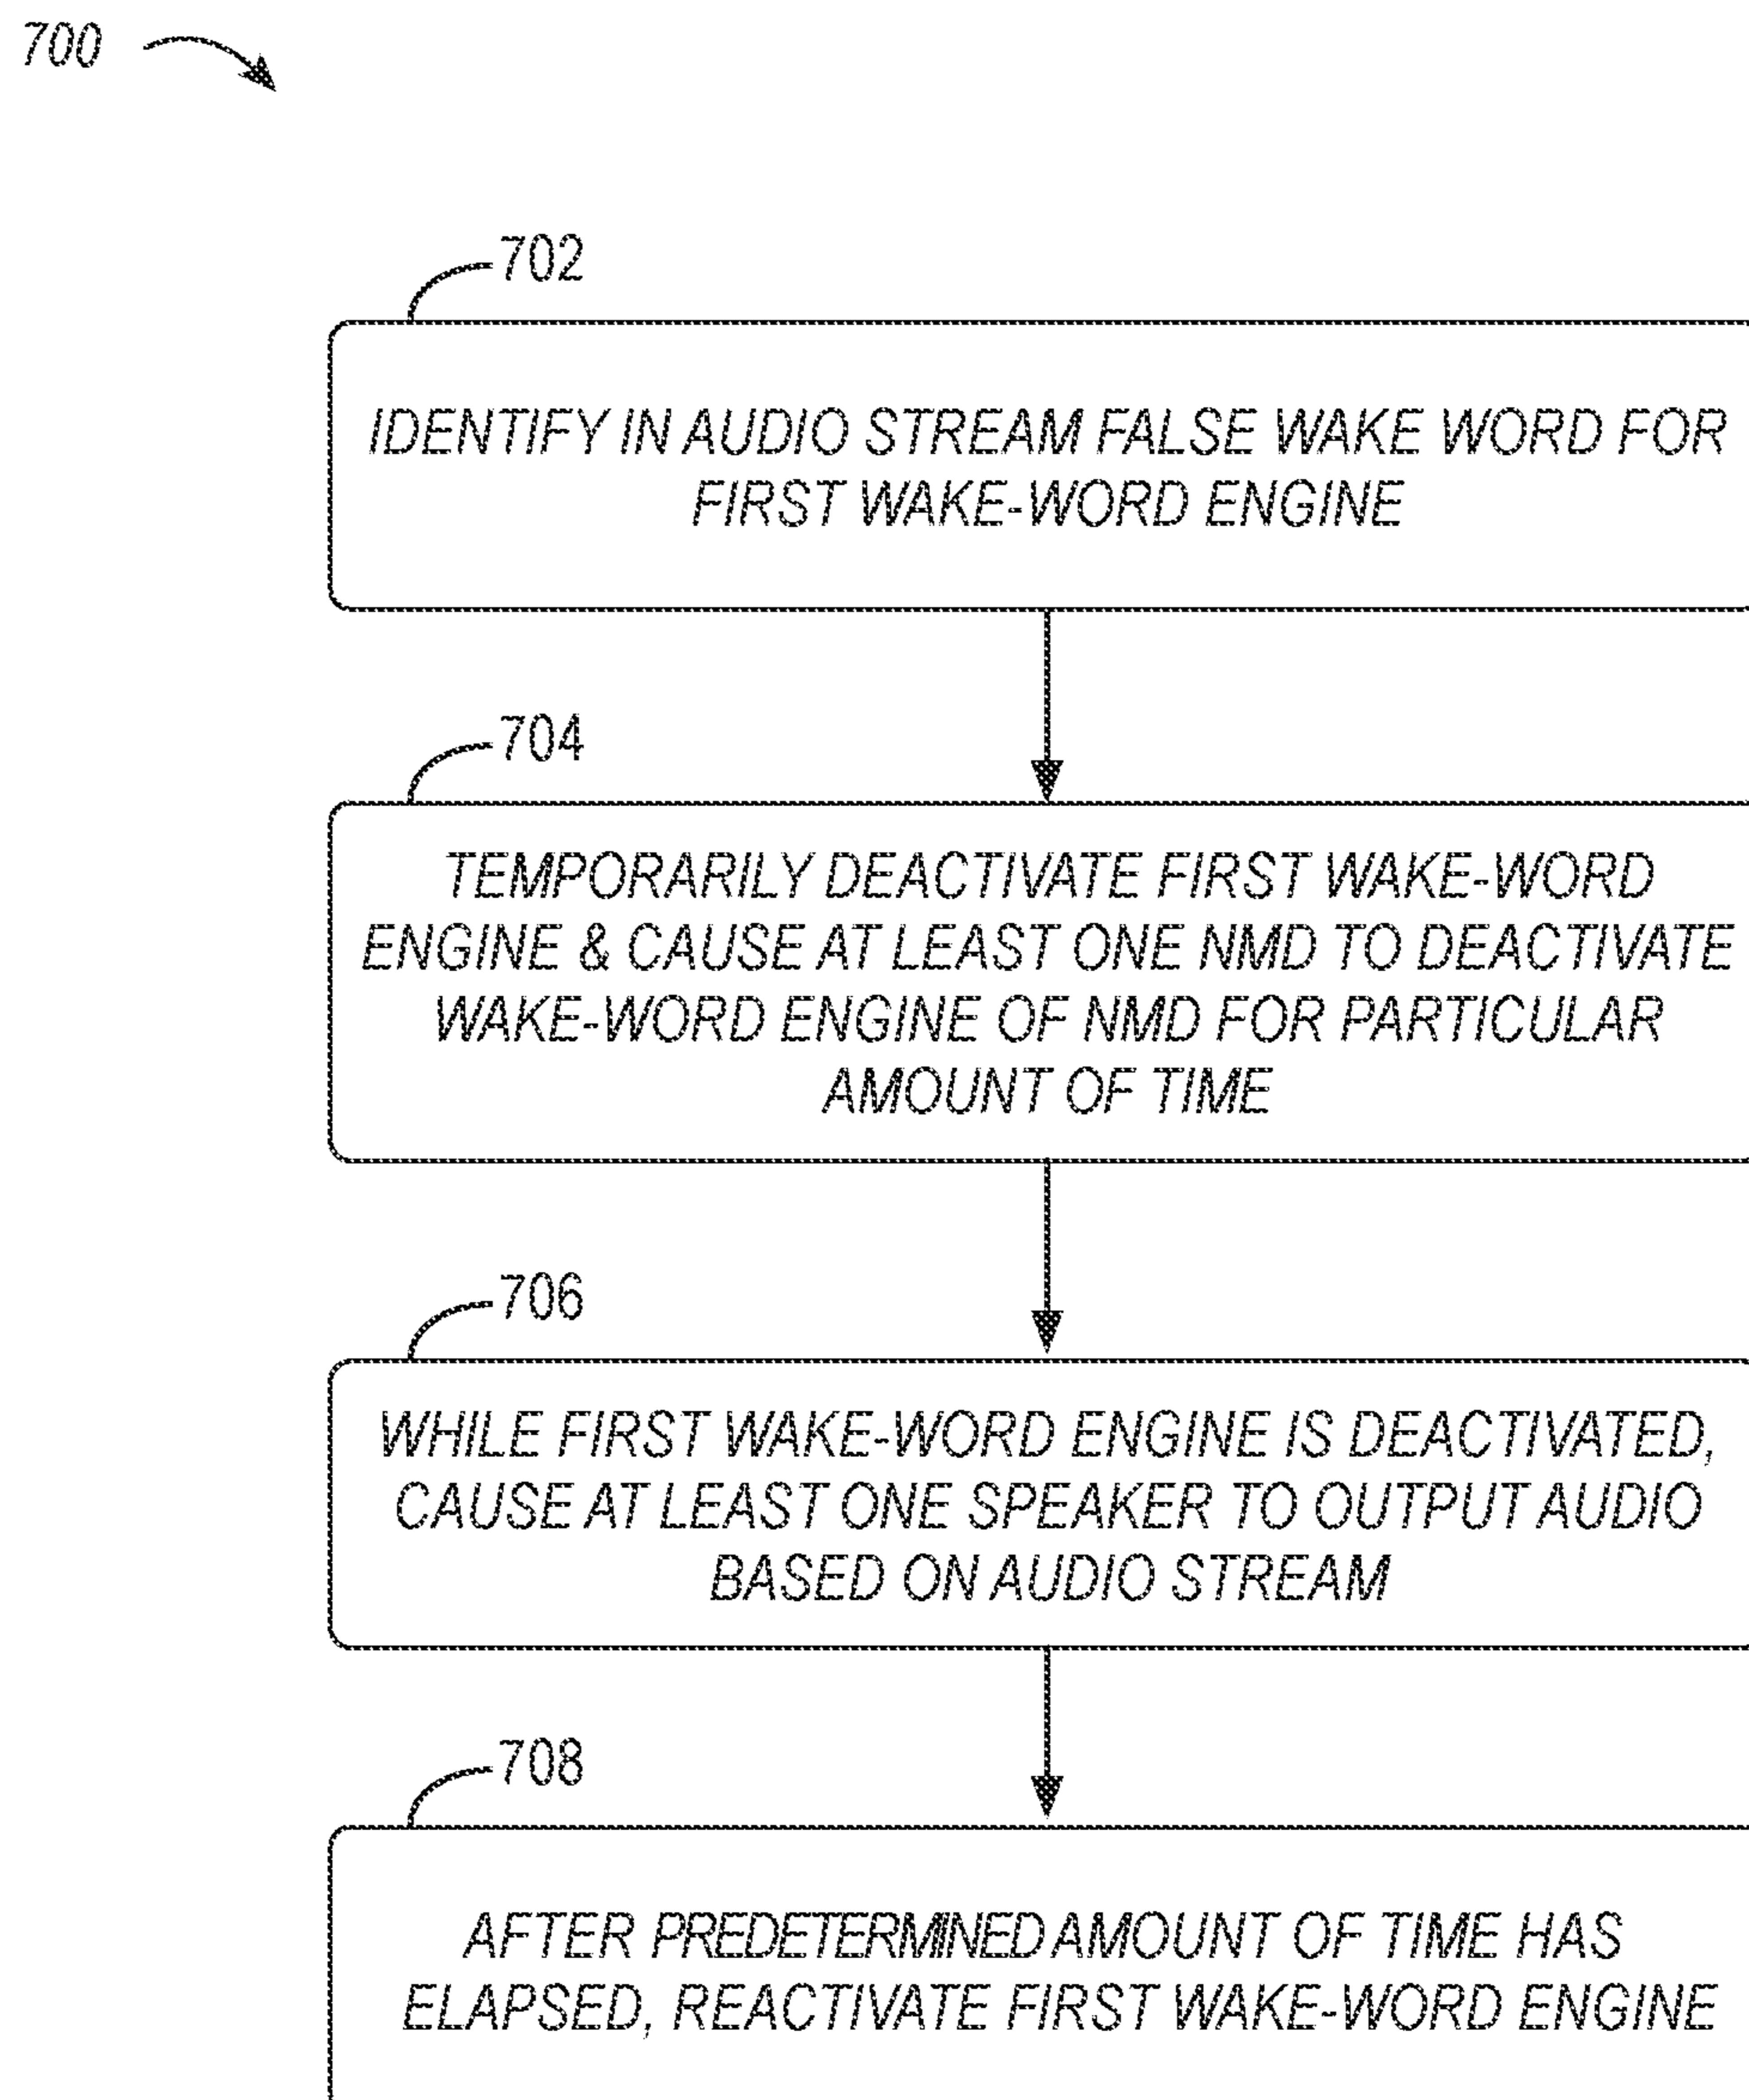 700
702
IDENTIFY IN AUDIO STREAM FALSE WAKE WORD FOR
FIRST WAKE-WORD ENGINE
704
TEMPORARILY DEACTIVATE FIRST WAKE-WORD
ENGINE & CAUSE AT LEAST ONE NMD TO DEACTIVATE
WAKE-WORD ENGINE OF NMD FOR PARTICULAR
AMOUNT OF TIME
706
WHILE FIRST WAKE-WORD ENGINE IS DEACTIVATED,
CAUSE AT LEAST ONE SPEAKER TO OUTPUT AUDIO
BASED ON AUDIO STREAM
708
AFTER PREDETERMINED AMOUNT OF TIME HAS
ELAPSED, REACTIVATE FIRST WAKE-WORD ENGINE